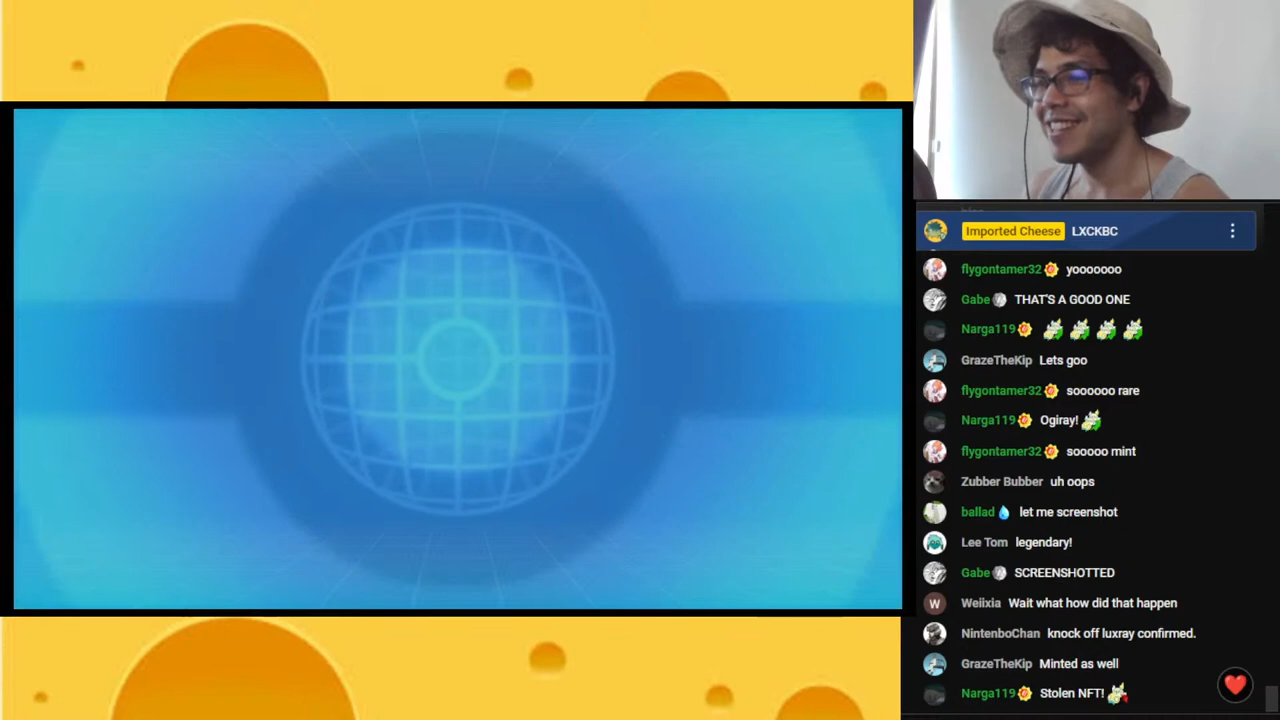 Imported Cheese LXCKBC
flygontamer32 yooooooo
Gabe THAT'S A GOOD ONE
Narga119
GrazeTheKip Lets goo
flygontamer32 soooooo rare
Narga119 Ogiray!
flygontamer32 sooooo mint
Zubber Bubber uh oops
ballad let me screenshot
Lee Tom legendary!
Gabe SCREENSHOTTED
W Weiixia Wait what how did that happen
NintenboChan knock off luxray confirmed.
GrazeTheKip Minted as well
Narga119 Stolen NFT!